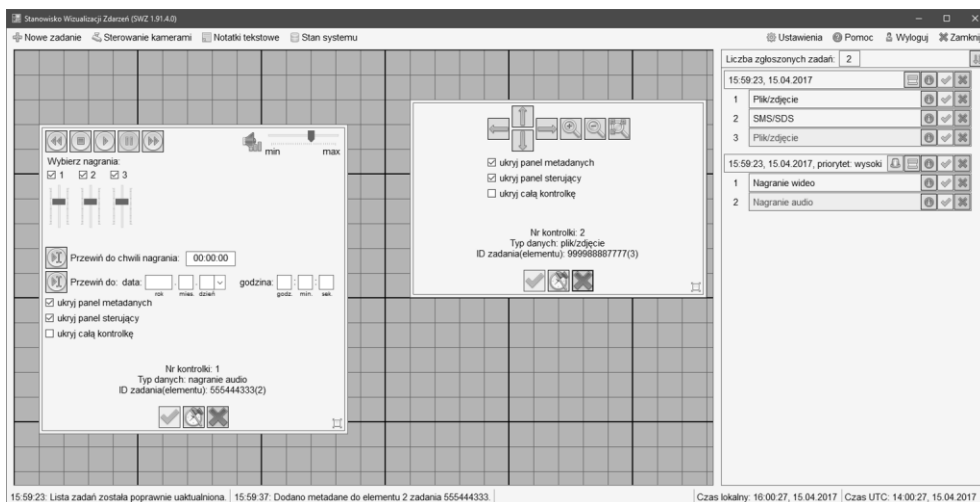 Stanowisko Wizualizacji Zdarzeń (SWZ 1.91.4.0)
Nowe zadanie Sterowanie kamerami Notatki tekstowe Stan systemu Ustawienia Pomoc Wyloguj Zamknij
Liczba zgłoszonych zadań: 2
15:59:23, 15.04.2017
1 Plik/zdjęcie
2 SMS/SDS
3 Plik/zdjęcie
15:59:23, 15.04.2017, priorytet: wysoki
1 Nagranie wideo
2 Nagranie audio
min max
Wybierz nagrania:
1 2 3
Przewiń do chwili nagrania: 00:00:00
Przewiń do: data: . . godzina: : :
rok mies. dzień godz. min. sek.
ukryj panel metadanych
ukryj panel sterujący
ukryj całą kontrolkę
Nr kontrolki: 1
Typ danych: nagranie audio
ID zadania(elementu): 555444333(2)
ukryj panel metadanych
ukryj panel sterujący
ukryj całą kontrolkę
Nr kontrolki: 2
Typ danych: plik/zdjęcie
ID zadania(elementu): 999988887777(3)
15:59:23: Lista zadań została poprawnie uaktualniona. 15:59:37: Dodano metadane do elementu 2 zadania 555444333. Czas lokalny: 16:00:27, 15.04.2017 Czas UTC: 14:00:27, 15.04.2017